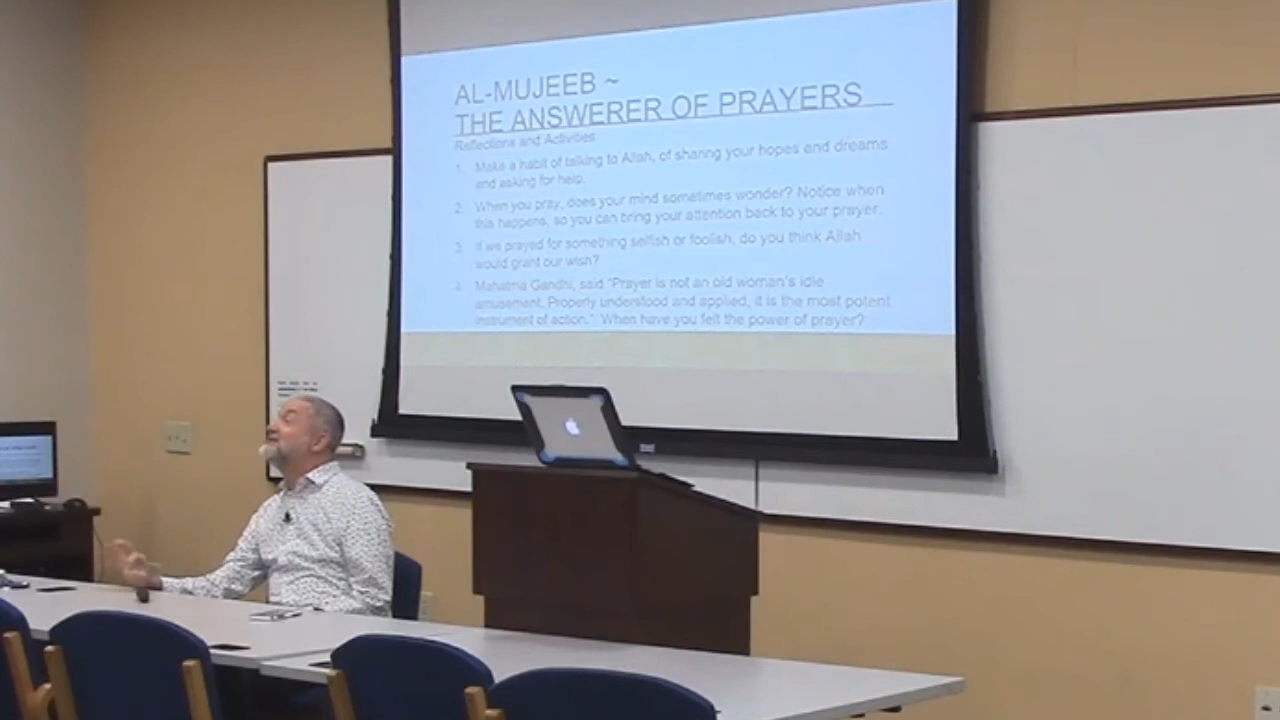 AL-MUJEEB ~
THE ANSWERER OF PRAYERS
Reflections and Activities
1. Make a habit of talking to Allah, of sharing your hopes and dreams
and asking for help.
2. When you pray, does your mind sometimes wonder? Notice when
this happens, so you can bring your attention back to your prayer.
3. If we prayed for something selfish or foolish, do you think Allah
would grant our wish?
4. Mahatma Gandhi, said "Prayer is not an old woman's idle
amusement. Properly understood and applied, it is the most potent
instrument of action." When have you felt the power of prayer?